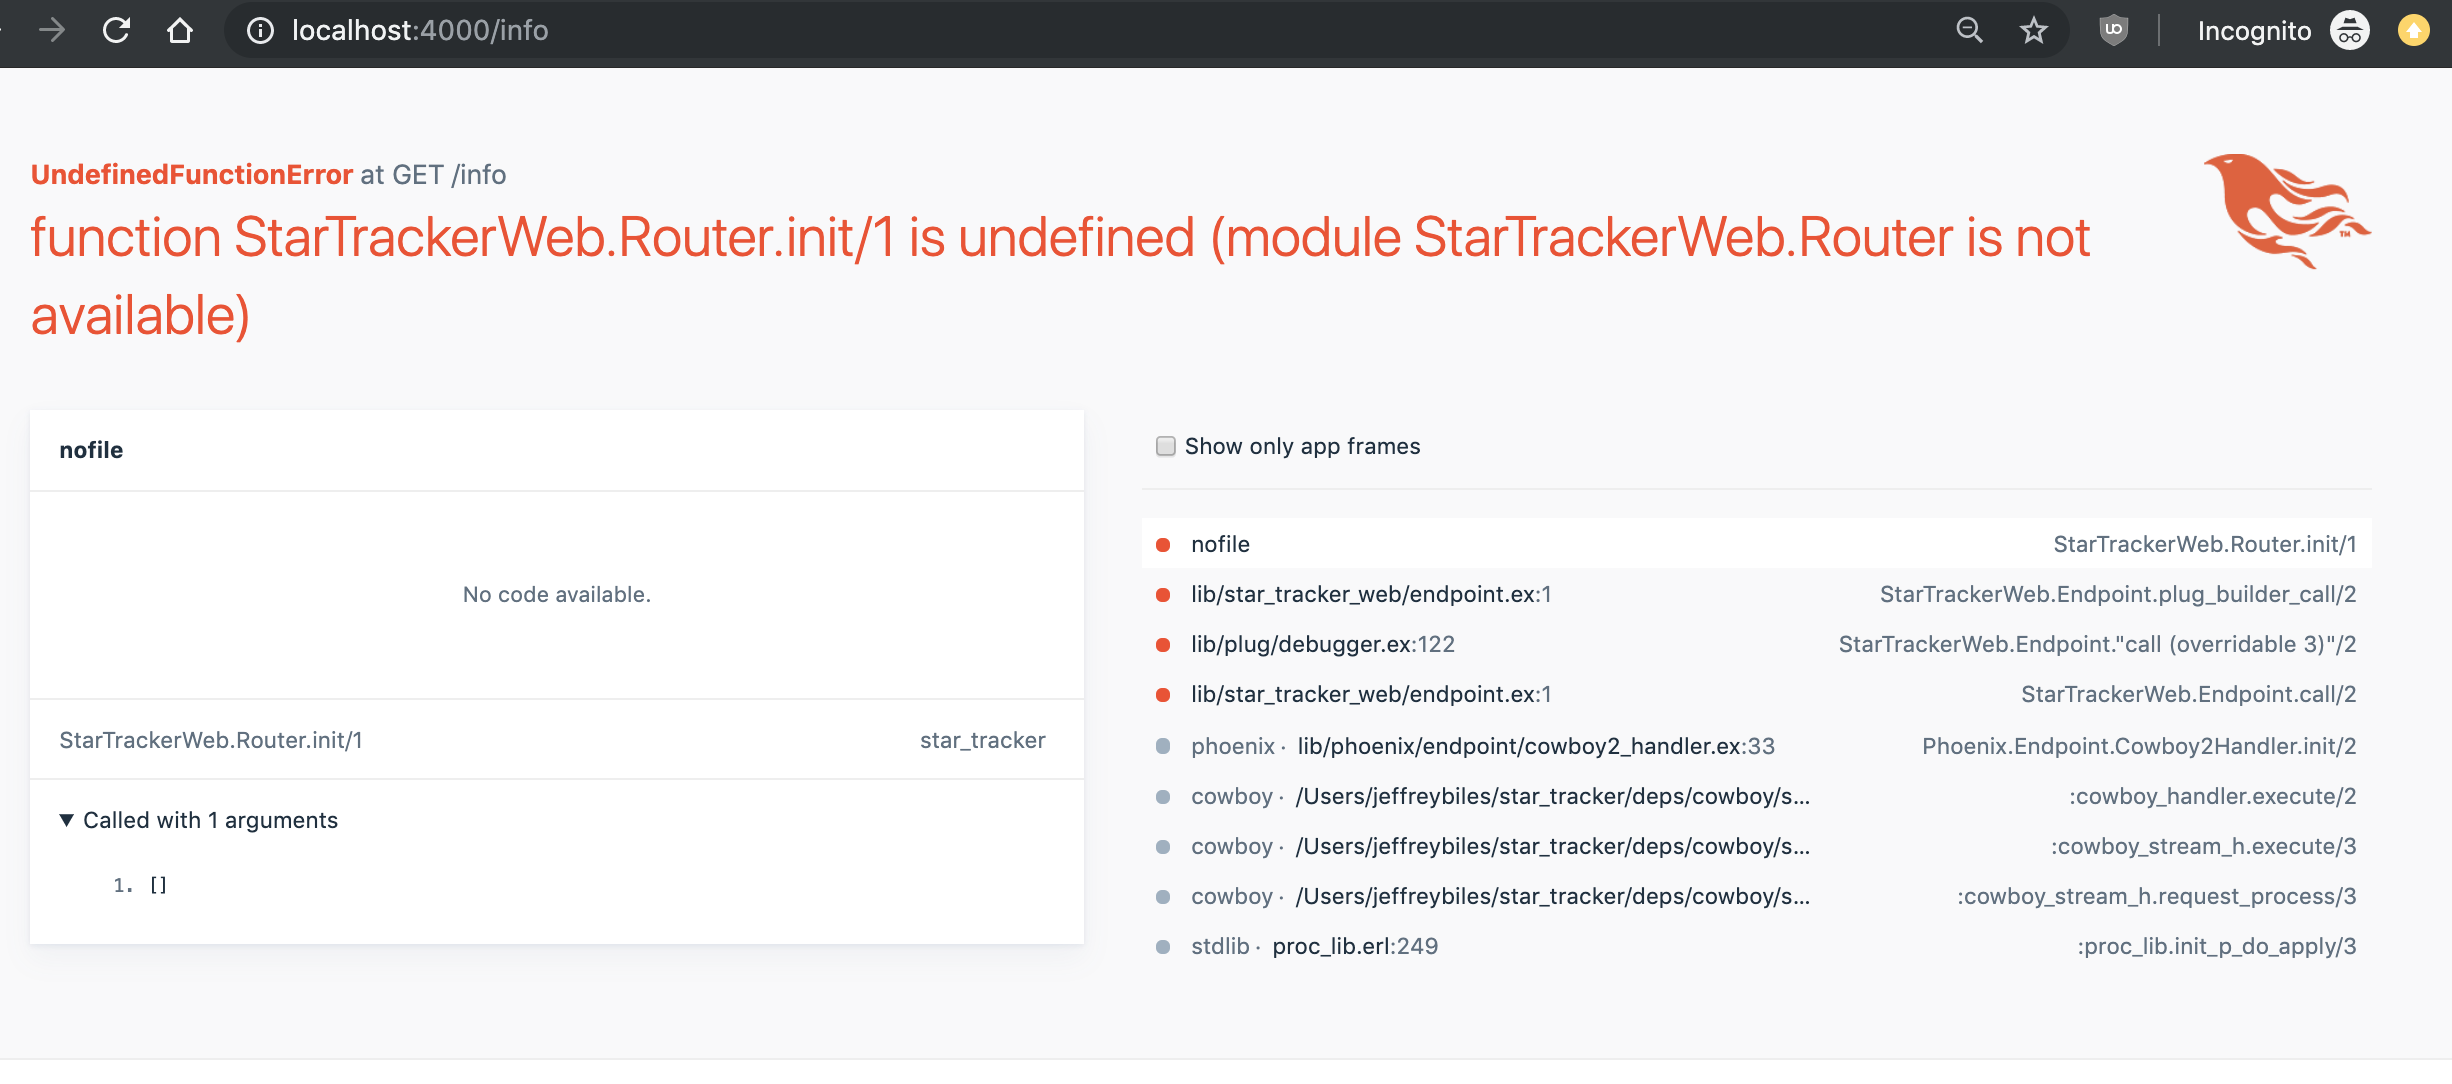 localhost:4000/info
Incognito
UndefinedFunctionError at GET /info
function StarTrackerWeb.Router.init/1 is undefined (module StarTrackerWeb.Router is not
available)
TM
nofile
No code available.
StarTrackerWeb.Router.init/1 star_tracker
▼ Called with 1 arguments
1. []
Show only app frames
nofile StarTrackerWeb.Router.init/1
lib/star_tracker_web/endpoint.ex:1 StarTrackerWeb.Endpoint.plug_builder_call/2
lib/plug/debugger.ex:122 StarTrackerWeb.Endpoint."call (overridable 3)"/2
lib/star_tracker_web/endpoint.ex:1 StarTrackerWeb.Endpoint.call/2
phoenix · lib/phoenix/endpoint/cowboy2_handler.ex:33 Phoenix.Endpoint.Cowboy2Handler.init/2
cowboy · /Users/jeffreybiles/star_tracker/deps/cowboy/s... :cowboy_handler.execute/2
cowboy · /Users/jeffreybiles/star_tracker/deps/cowboy/s... :cowboy_stream_h.execute/3
cowboy · /Users/jeffreybiles/star_tracker/deps/cowboy/s... :cowboy_stream_h.request_process/3
stdlib · proc_lib.erl:249 :proc_lib.init_p_do_apply/3